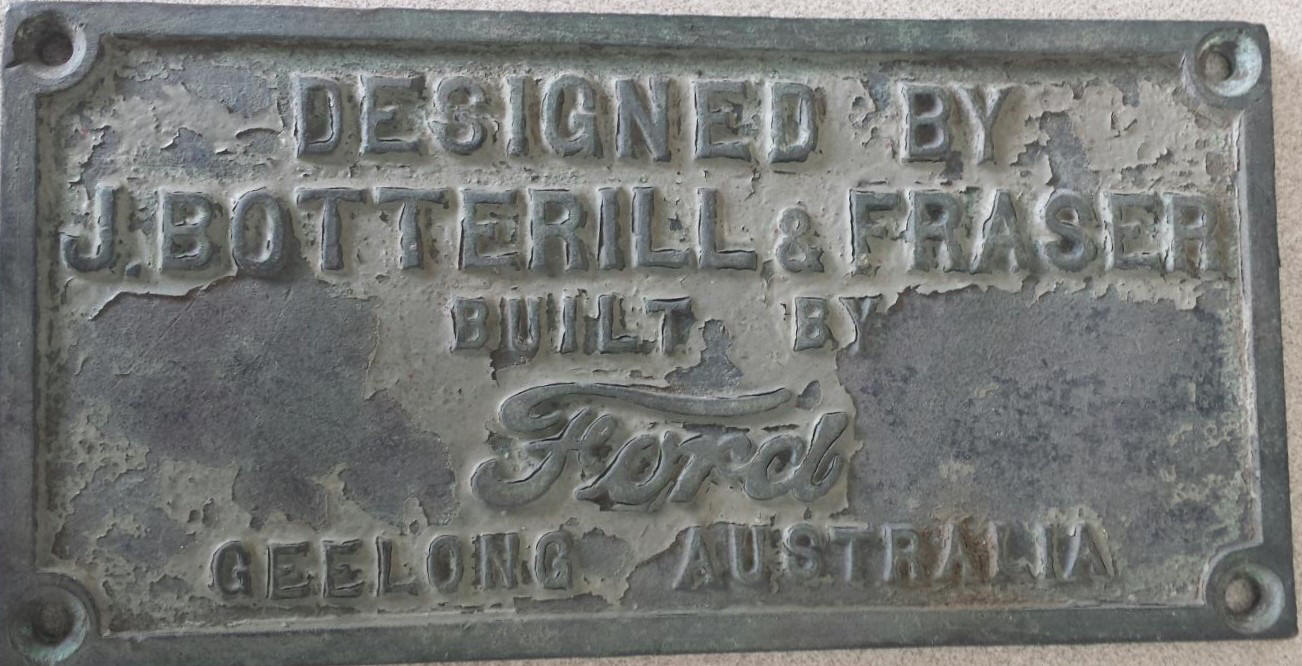 DESIGNED BY
J. BOTTERILL & FRASER
BUILT BY
Ford
GEELONG AUSTRALIA